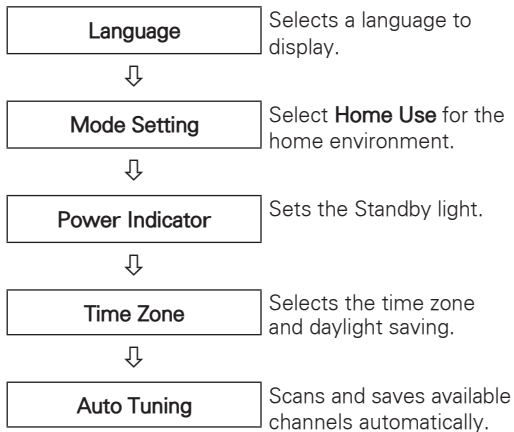 Language
Selects a language to
display.
Mode Setting
Select Home Use for the
home environment.
Power Indicator
Sets the Standby light.
Time Zone
Selects the time zone
and daylight saving.
Auto Tuning
Scans and saves available
channels automatically.